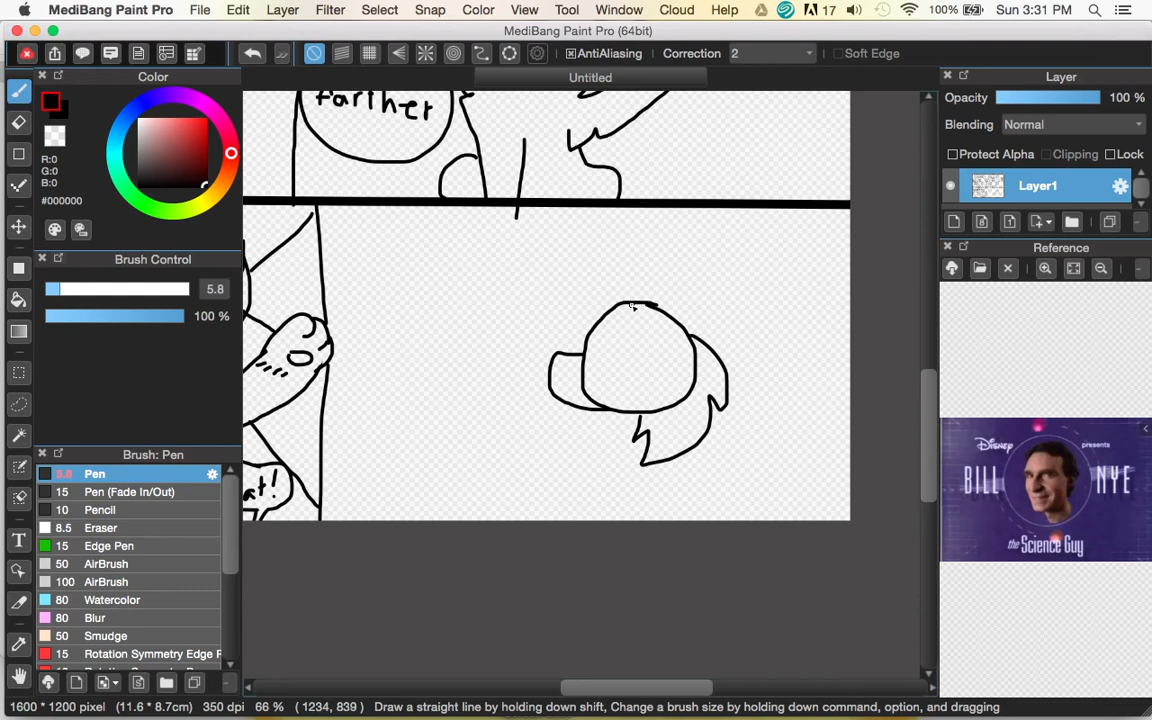 MediBang Paint Pro File Edit Layer Filter Select Snap Color View Tool Window Cloud Help 17 100% Sun 3:31 PM
MediBang Paint Pro (64bit)
AntiAliasing Correction 2 Soft Edge
Untitled
Color
R:0
G:0
B:0
#000000
Brush Control
5.8
100 %
Brush: Pen
5.8 Pen
15 Pen (Fade In/Out)
10 Pencil
8.5 Eraser
15 Edge Pen
50 AirBrush
100 AirBrush
80 Watercolor
80 Blur
50 Smudge
15 Rotation Symmetry Edge P
farther
at!
Layer
Opacity 100 %
Blending Normal
Protect Alpha Clipping Lock
Layer1
8 1
Reference
Disney presents
BILL NYE
the Science Guy
1600 * 1200 pixel (11.6 * 8.7cm) 350 dpi 66 % ( 1234, 839 ) Draw a straight line by holding down shift, Change a brush size by holding down command, option, and dragging